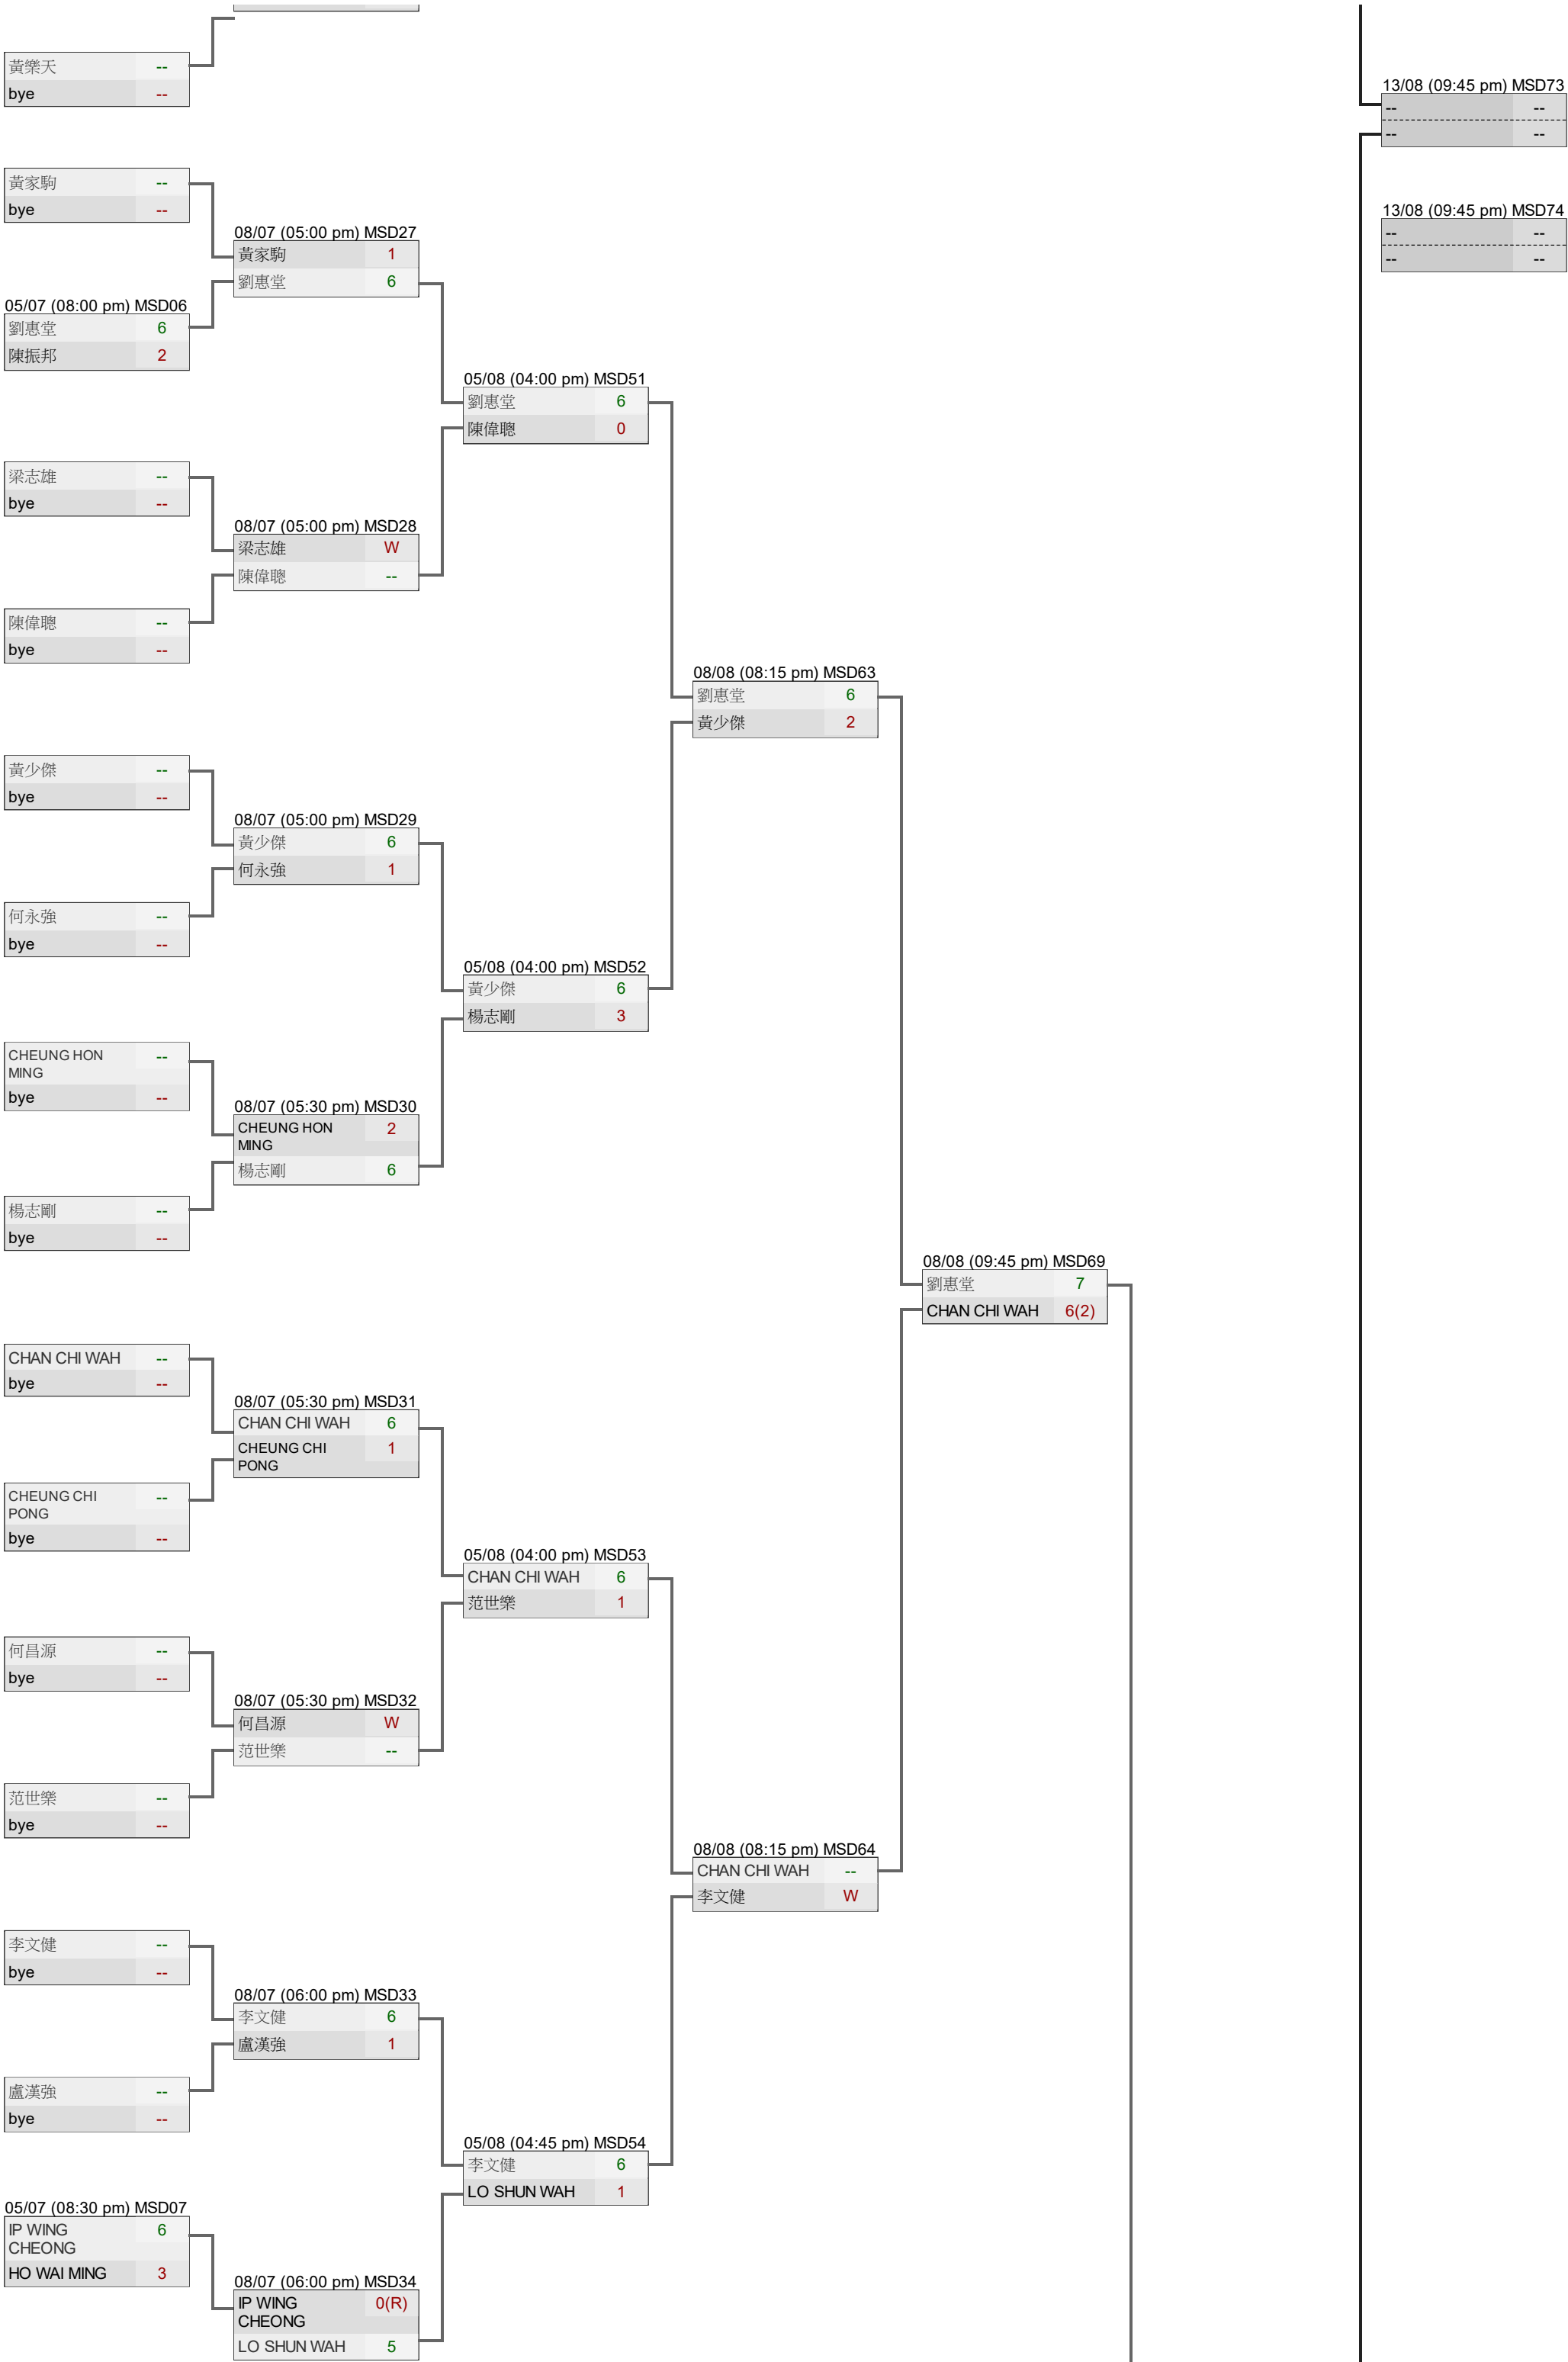 黃樂天 --
bye --
13/08 (09:45 pm) MSD73
-- --
-- --
黃家駒 --
bye --
13/08 (09:45 pm) MSD74
-- --
-- --
08/07 (05:00 pm) MSD27
黃家駒 1
劉惠堂 6
05/07 (08:00 pm) MSD06
劉惠堂 6
陳振邦 2
05/08 (04:00 pm) MSD51
劉惠堂 6
陳偉聰 0
梁志雄 --
bye --
08/07 (05:00 pm) MSD28
梁志雄 W
陳偉聰 --
陳偉聰 --
bye --
08/08 (08:15 pm) MSD63
劉惠堂 6
黃少傑 2
黃少傑 --
bye --
08/07 (05:00 pm) MSD29
黃少傑 6
何永強 1
何永強 --
bye --
05/08 (04:00 pm) MSD52
黃少傑 6
楊志剛 3
CHEUNG HON --
MING
bye --
08/07 (05:30 pm) MSD30
CHEUNG HON 2
MING
楊志剛 6
楊志剛 --
bye --
08/08 (09:45 pm) MSD69
劉惠堂 7
CHAN CHI WAH 6(2)
CHAN CHI WAH --
bye --
08/07 (05:30 pm) MSD31
CHAN CHI WAH 6
CHEUNG CHI 1
PONG
CHEUNG CHI --
PONG
bye --
05/08 (04:00 pm) MSD53
CHAN CHI WAH 6
范世樂 1
何昌源 --
bye --
08/07 (05:30 pm) MSD32
何昌源 W
范世樂 --
范世樂 --
bye --
08/08 (08:15 pm) MSD64
CHAN CHI WAH --
李文健 W
李文健 --
bye --
08/07 (06:00 pm) MSD33
李文健 6
盧漢強 1
盧漢強 --
bye --
05/08 (04:45 pm) MSD54
李文健 6
LO SHUN WAH 1
05/07 (08:30 pm) MSD07
IP WING 6
CHEONG
HO WAI MING 3
08/07 (06:00 pm) MSD34
IP WING 0(R)
CHEONG
LO SHUN WAH 5